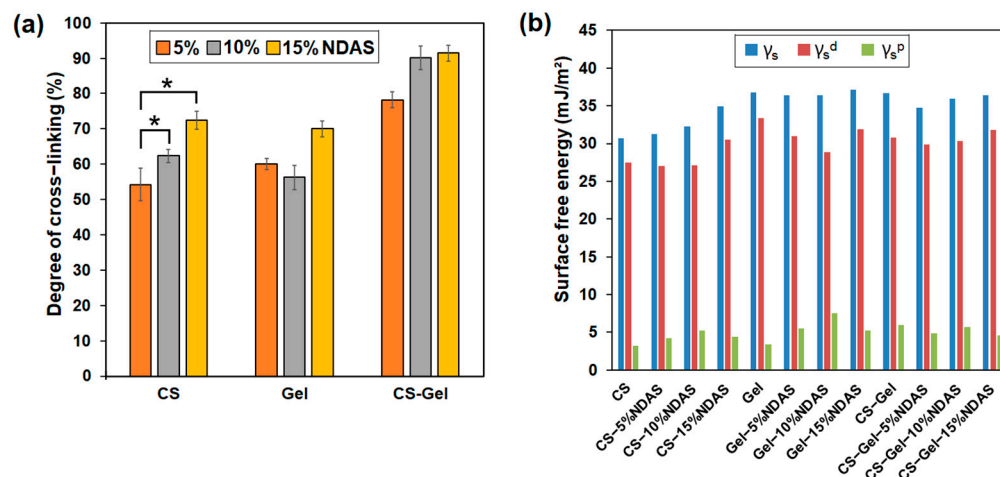 (a)
Degree of cross-linking (%)
100
90
80
70
60
50
40
30
20
10
0
5% 10% 15% NDAS
*
*
CS Gel CS-Gel
(b)
Surface free energy (mJ/m²)
45
40
35
30
25
20
15
10
5
0
γs γsᵈ γsᵖ
CS
CS–5%NDAS
CS–10%NDAS
CS–15%NDAS
Gel
Gel–5%NDAS
Gel–10%NDAS
Gel–15%NDAS
CS–Gel
CS–Gel–5%NDAS
CS–Gel–10%NDAS
CS–Gel–15%NDAS